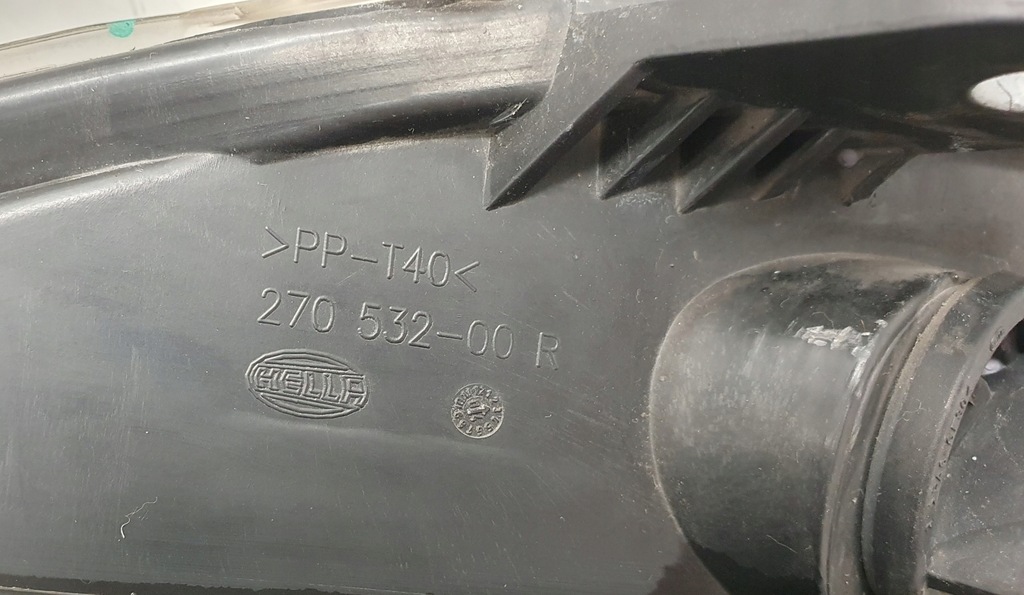 >PP-T40<
270 532-00 R
HELLA